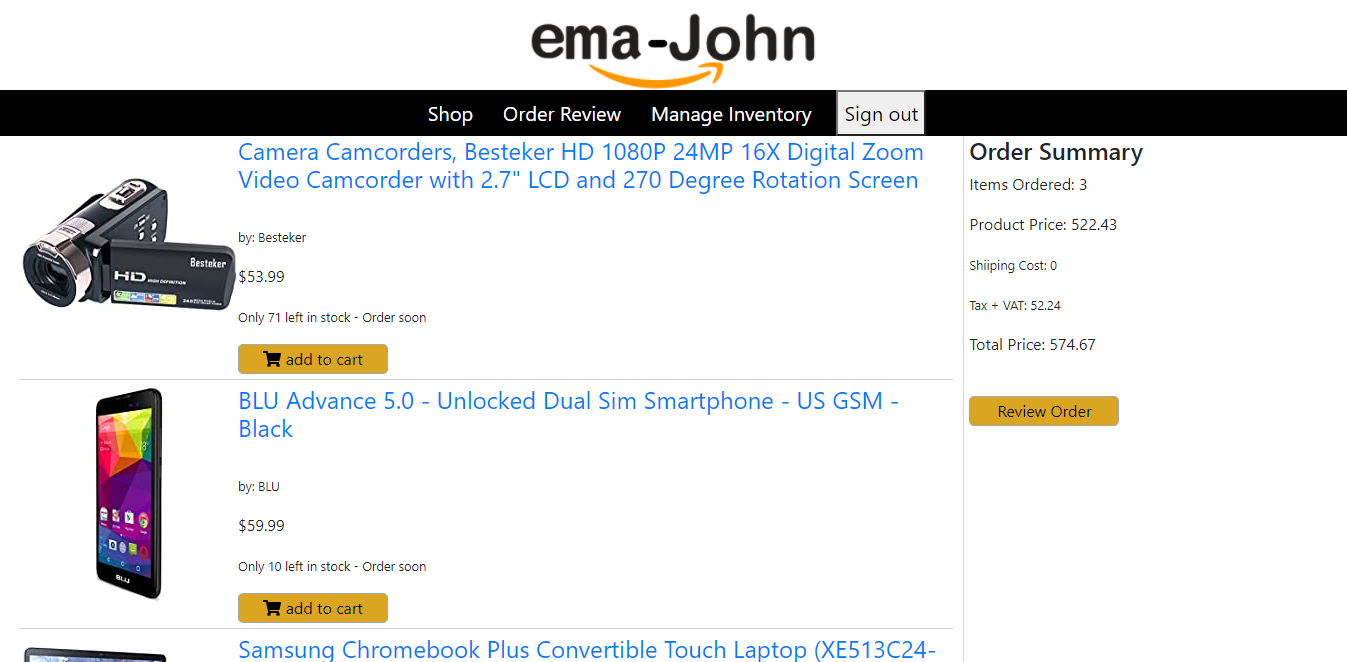 ema-John
Shop Order Review Manage Inventory Sign out
Camera Camcorders, Besteker HD 1080P 24MP 16X Digital Zoom
Video Camcorder with 2.7" LCD and 270 Degree Rotation Screen
by: Besteker
$53.99
Only 71 left in stock - Order soon
add to cart
Besteker
HD HIGH DEFINITION
BLU Advance 5.0 - Unlocked Dual Sim Smartphone - US GSM -
Black
by: BLU
$59.99
Only 10 left in stock - Order soon
add to cart
BLU
Samsung Chromebook Plus Convertible Touch Laptop (XE513C24-
Order Summary
Items Ordered: 3
Product Price: 522.43
Shiiping Cost: 0
Tax + VAT: 52.24
Total Price: 574.67
Review Order